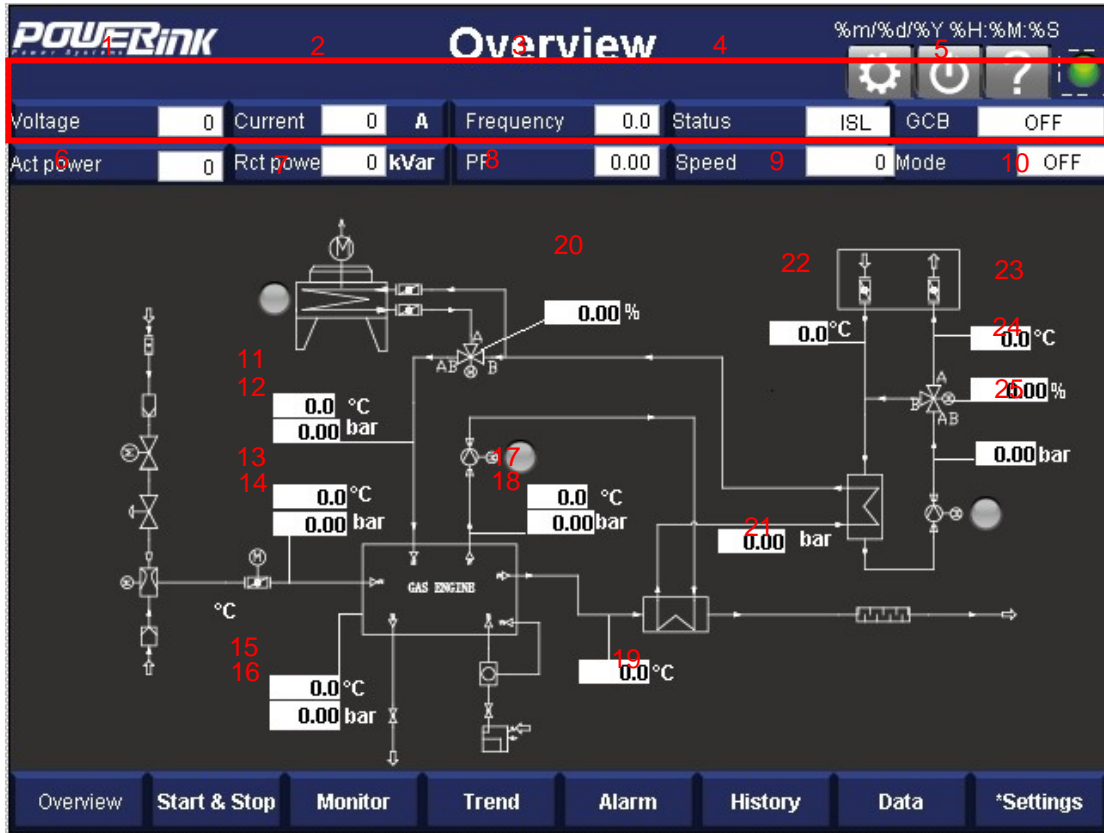 POWERLINK
Power Systems
Overview
%m/%d/%Y %H:%M:%S
1 2 3 4 5
Voltage 0 Current 0 A Frequency 0.0 Status ISL GCB OFF
6 7 8 9 10
Act power 0 Rct powe 0 kVar PF 0.00 Speed 0 Mode OFF
20
22
23
M
0.00 %
0.0 °C
24
0.0 °C
A
AB B
M
11
12
A
B
AB
25
0.00 %
0.0 °C
0.00 bar
13
14
17
18
0.00 bar
0.0 °C
0.00 bar
0.0 °C
0.00 bar
21
0.00 bar
M
GAS ENGINE
°C
15
16
19
0.0 °C
0.0 °C
0.00 bar
Overview Start & Stop Monitor Trend Alarm History Data *Settings